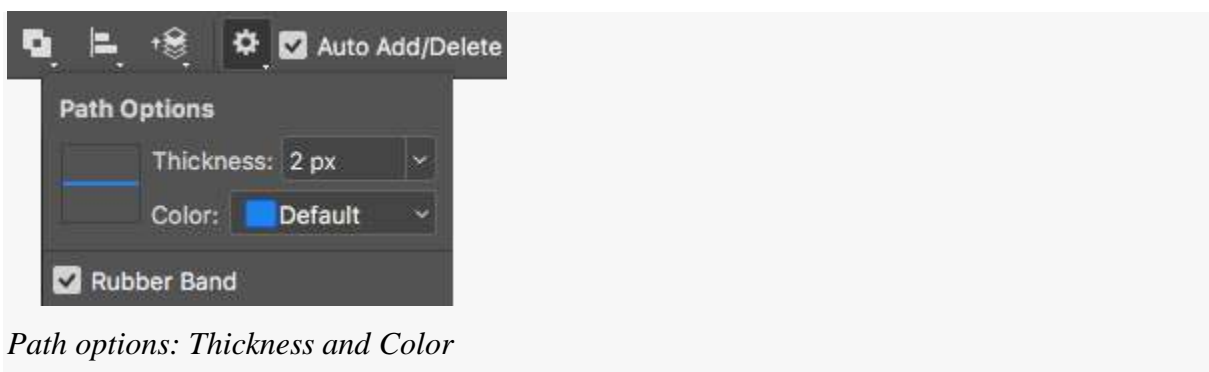 Auto Add/Delete
Path Options
Thickness: 2 px
Color: Default
Rubber Band
Path options: Thickness and Color